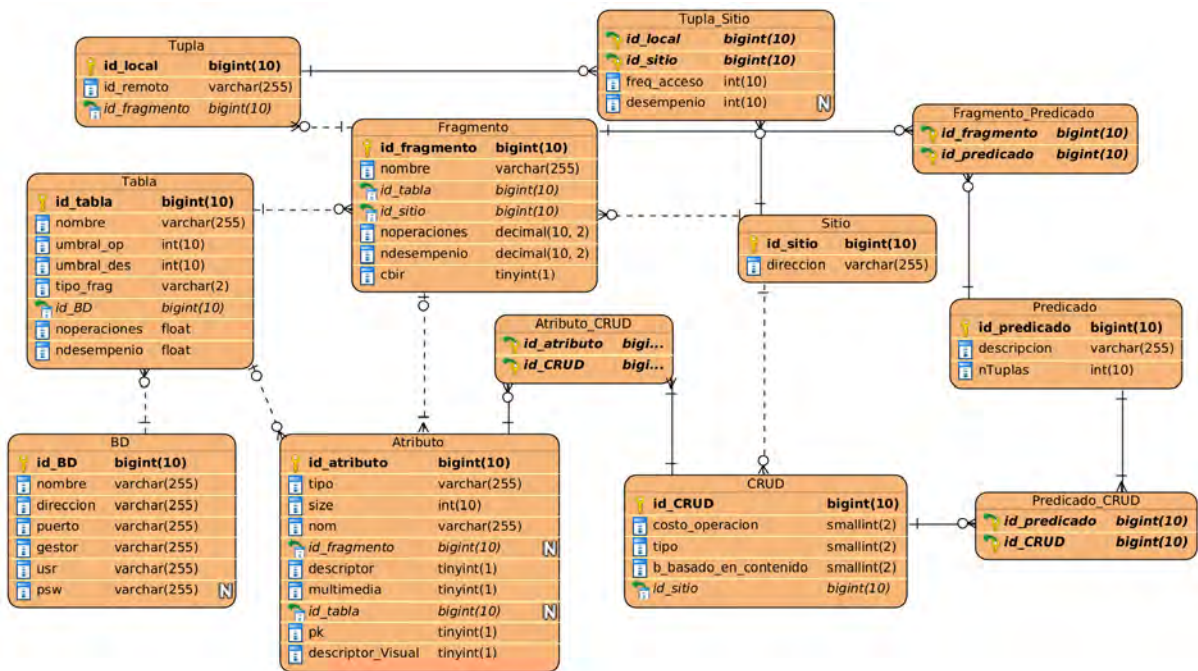 Tupla
id_local bigint(10)
id_remoto varchar(255)
id_fragmento bigint(10)
Tupla_Sitio
id_local bigint(10)
id_sitio bigint(10)
freq_acceso int(10)
desempenio int(10) N
Fragmento_Predicado
id_fragmento bigint(10)
id_predicado bigint(10)
Fragmento
id_fragmento bigint(10)
nombre varchar(255)
id_tabla bigint(10)
id_sitio bigint(10)
noperaciones decimal(10, 2)
ndesempenio decimal(10, 2)
cbir tinyint(1)
Tabla
id_tabla bigint(10)
nombre varchar(255)
umbral_op int(10)
umbral_des int(10)
tipo_frag varchar(2)
id_BD bigint(10)
noperaciones float
ndesempenio float
Sitio
id_sitio bigint(10)
direccion varchar(255)
Predicado
id_predicado bigint(10)
descripcion varchar(255)
nTuplas int(10)
Atributo_CRUD
id_atributo bigi...
id_CRUD bigi...
BD
id_BD bigint(10)
nombre varchar(255)
direccion varchar(255)
puerto varchar(255)
gestor varchar(255)
usr varchar(255)
psw varchar(255) N
Atributo
id_atributo bigint(10)
tipo varchar(255)
size int(10)
nom varchar(255)
id_fragmento bigint(10) N
descriptor tinyint(1)
multimedia tinyint(1)
id_tabla bigint(10) N
pk tinyint(1)
descriptor_Visual tinyint(1)
CRUD
id_CRUD bigint(10)
costo_operacion smallint(2)
tipo smallint(2)
b_basado_en_contenido smallint(2)
id_sitio bigint(10)
Predicado_CRUD
id_predicado bigint(10)
id_CRUD bigint(10)